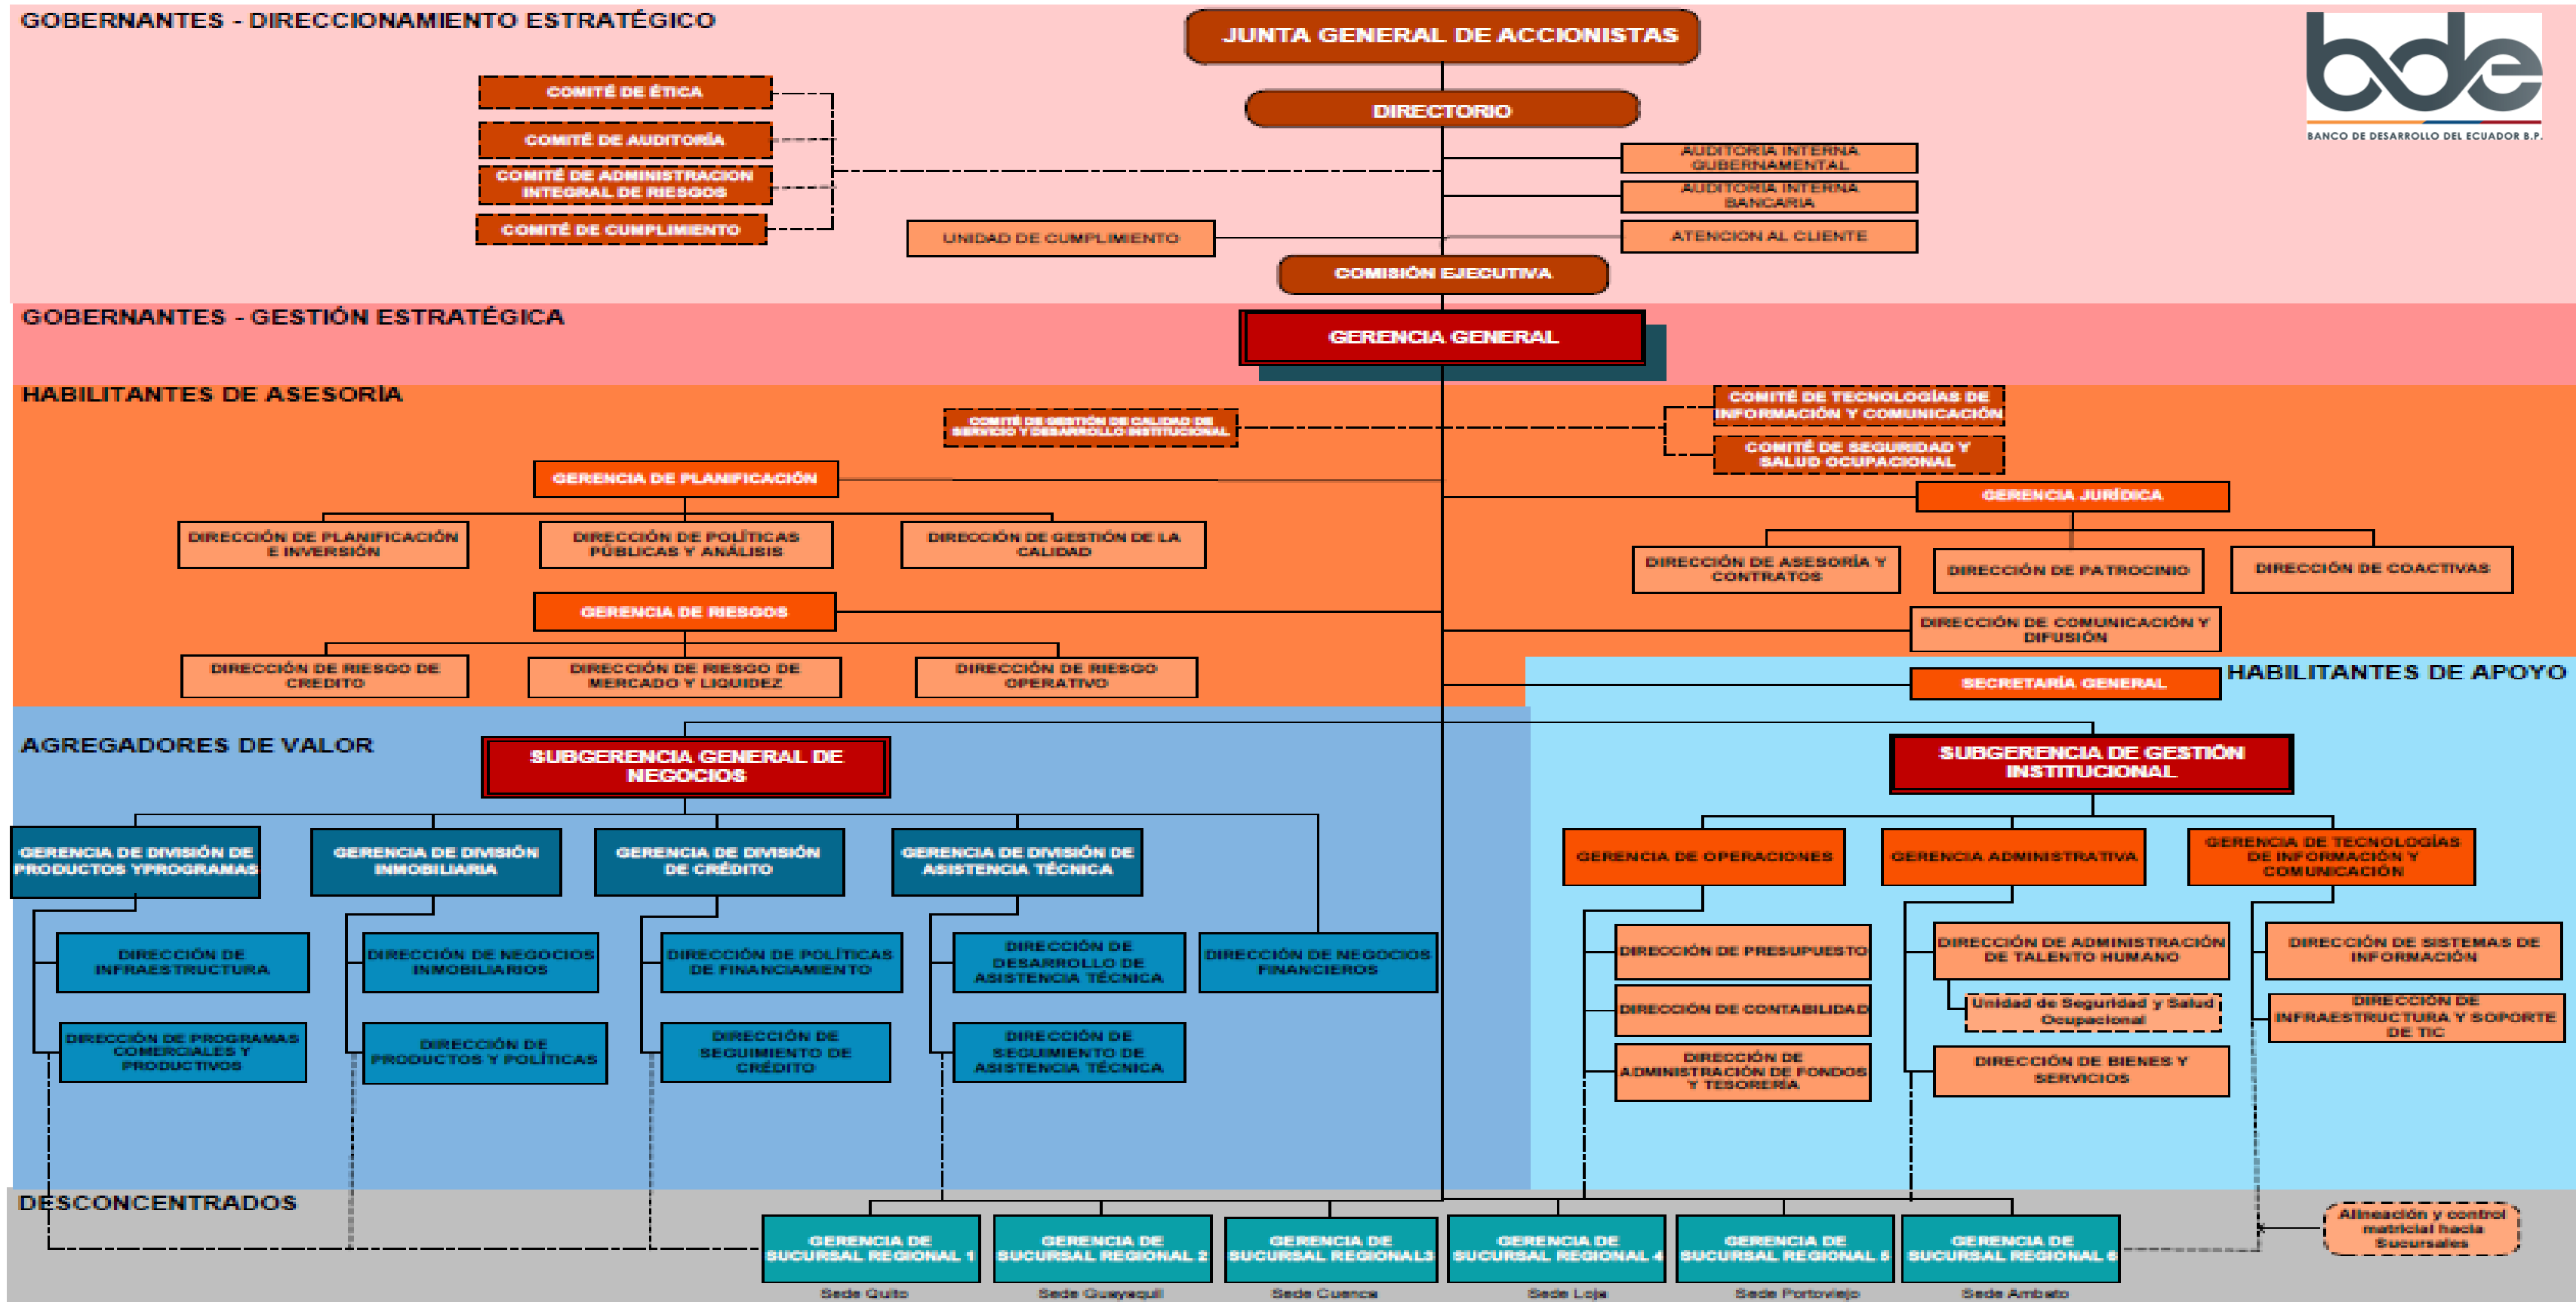 GOBERNANTES - DIRECCIONAMIENTO ESTRATÉGICO
JUNTA GENERAL DE ACCIONISTAS
bde
BANCO DE DESARROLLO DEL ECUADOR B.P.
DIRECTORIO
COMITÉ DE ÉTICA
COMITÉ DE AUDITORÍA
COMITÉ DE ADMINISTRACION
INTEGRAL DE RIESGOS
COMITÉ DE CUMPLIMIENTO
AUDITORÍA INTERNA
GUBERNAMENTAL
AUDITORÍA INTERNA
BANCARIA
UNIDAD DE CUMPLIMIENTO
ATENCION AL CLIENTE
COMISIÓN EJECUTIVA
GOBERNANTES - GESTIÓN ESTRATÉGICA
GERENCIA GENERAL
HABILITANTES DE ASESORÍA
COMITÉ DE GESTIÓN DE CALIDAD DE
SERVICIO Y DESARROLLO INSTITUCIONAL
COMITÉ DE TECNOLOGÍAS DE
INFORMACIÓN Y COMUNICACIÓN
COMITÉ DE SEGURIDAD Y
SALUD OCUPACIONAL
GERENCIA DE PLANIFICACIÓN
GERENCIA JURÍDICA
DIRECCIÓN DE PLANIFICACIÓN
E INVERSIÓN
DIRECCIÓN DE POLÍTICAS
PÚBLICAS Y ANÁLISIS
DIRECCIÓN DE GESTIÓN DE LA
CALIDAD
DIRECCIÓN DE ASESORÍA Y
CONTRATOS
DIRECCIÓN DE PATROCINIO
DIRECCIÓN DE COACTIVAS
GERENCIA DE RIESGOS
DIRECCIÓN DE COMUNICACIÓN Y
DIFUSIÓN
DIRECCIÓN DE RIESGO DE
CREDITO
DIRECCIÓN DE RIESGO DE
MERCADO Y LIQUIDEZ
DIRECCIÓN DE RIESGO
OPERATIVO
SECRETARÍA GENERAL
HABILITANTES DE APOYO
AGREGADORES DE VALOR
SUBGERENCIA GENERAL DE
NEGOCIOS
SUBGERENCIA DE GESTIÓN
INSTITUCIONAL
GERENCIA DE DIVISIÓN DE
PRODUCTOS YPROGRAMAS
GERENCIA DE DIVISIÓN
INMOBILIARIA
GERENCIA DE DIVISIÓN
DE CRÉDITO
GERENCIA DE DIVISIÓN DE
ASISTENCIA TÉCNICA
GERENCIA DE OPERACIONES
GERENCIA ADMINISTRATIVA
GERENCIA DE TECNOLOGÍAS
DE INFORMACIÓN Y
COMUNICACIÓN
DIRECCIÓN DE
INFRAESTRUCTURA
DIRECCIÓN DE NEGOCIOS
INMOBILIARIOS
DIRECCIÓN DE POLÍTICAS
DE FINANCIAMIENTO
DIRECCIÓN DE
DESARROLLO DE
ASISTENCIA TÉCNICA
DIRECCIÓN DE NEGOCIOS
FINANCIEROS
DIRECCIÓN DE PRESUPUESTO
DIRECCIÓN DE ADMINISTRACIÓN
DE TALENTO HUMANO
DIRECCIÓN DE SISTEMAS DE
INFORMACIÓN
DIRECCIÓN DE CONTABILIDAD
Unidad de Seguridad y Salud
Ocupacional
DIRECCIÓN DE
INFRAESTRUCTURA Y SOPORTE
DE TIC
DIRECCIÓN DE PROGRAMAS
COMERCIALES Y
PRODUCTIVOS
DIRECCIÓN DE
PRODUCTOS Y POLÍTICAS
DIRECCIÓN DE
SEGUIMIENTO DE
CRÉDITO
DIRECCIÓN DE
SEGUIMIENTO DE
ASISTENCIA TÉCNICA
DIRECCIÓN DE
ADMINISTRACIÓN DE FONDOS
Y TESORERÍA
DIRECCIÓN DE BIENES Y
SERVICIOS
DESCONCENTRADOS
GERENCIA DE
SUCURSAL REGIONAL 1
GERENCIA DE
SUCURSAL REGIONAL 2
GERENCIA DE
SUCURSAL REGIONAL3
GERENCIA DE
SUCURSAL REGIONAL 4
GERENCIA DE
SUCURSAL REGIONAL 5
GERENCIA DE
SUCURSAL REGIONAL 6
Alineación y control
matricial hacia
Sucursales
Sede Quito
Sede Guayaquil
Sede Cuenca
Sede Loja
Sede Portoviejo
Sede Ambato